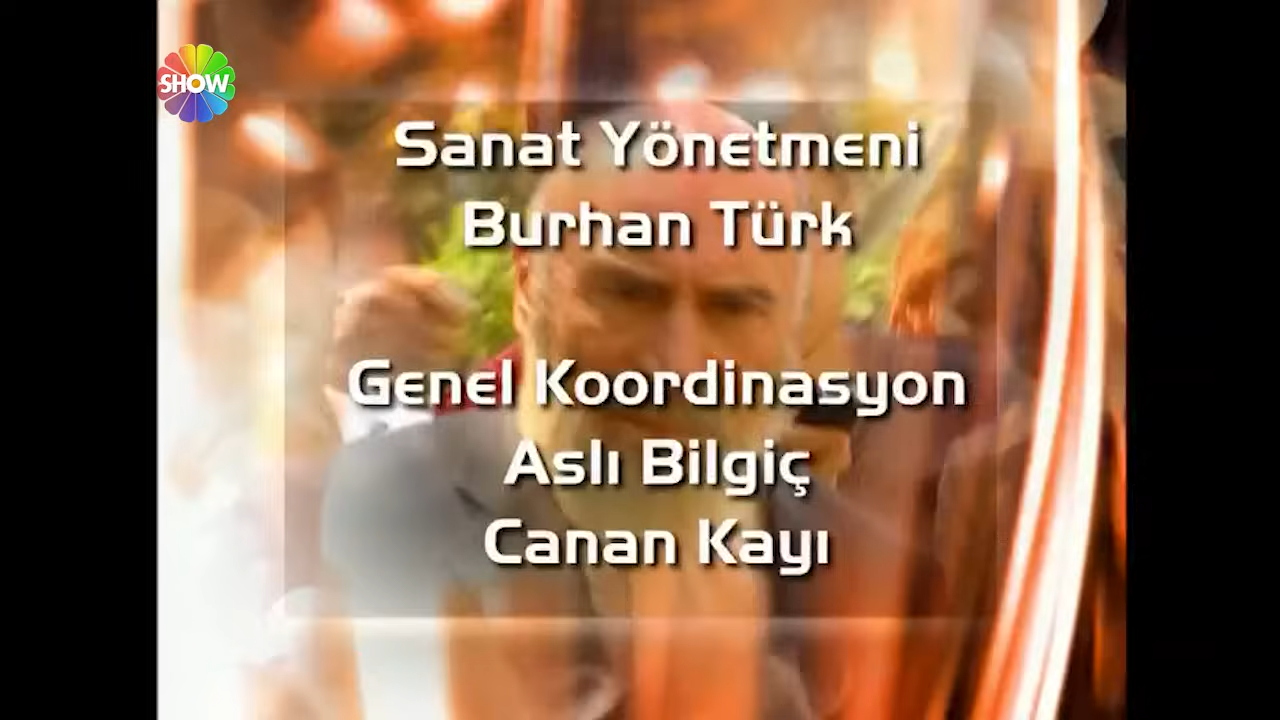 SHOW
Sanat Yönetmeni
Burhan Türk
Genel Koordinasyon
Aslı Bilgiç
Canan Kayı